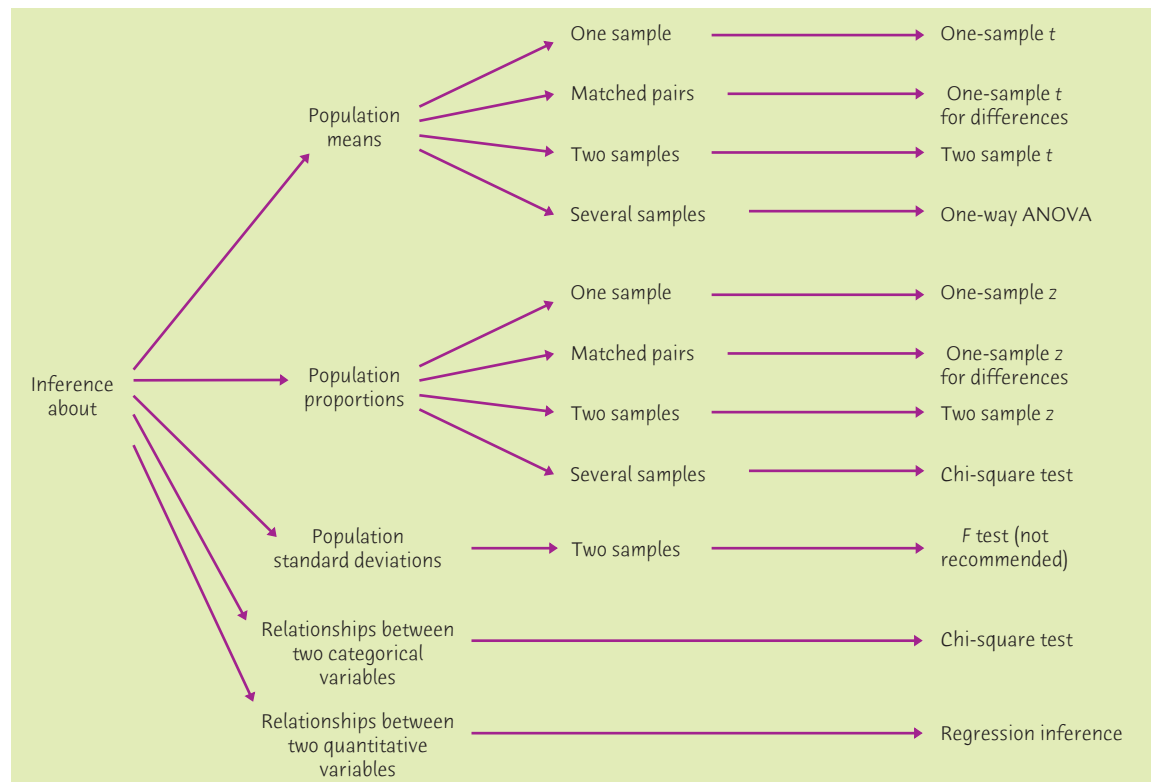 Inference
about
Population
means
One sample
One-sample t
Matched pairs
One-sample t
for differences
Two samples
Two sample t
Several samples
One-way ANOVA
Population
proportions
One sample
One-sample z
Matched pairs
One-sample z
for differences
Two samples
Two sample z
Several samples
Chi-square test
Population
standard deviations
Two samples
F test (not
recommended)
Relationships between
two categorical
variables
Chi-square test
Relationships between
two quantitative
variables
Regression inference